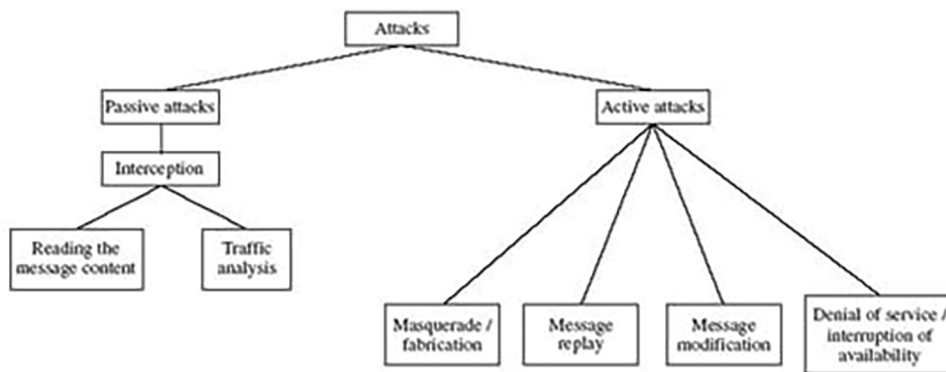 Attacks
Passive attacks
Active attacks
Interception
Reading the
message content
Traffic
analysis
Masquerade /
fabrication
Message
replay
Message
modification
Denial of service /
interruption of
availability